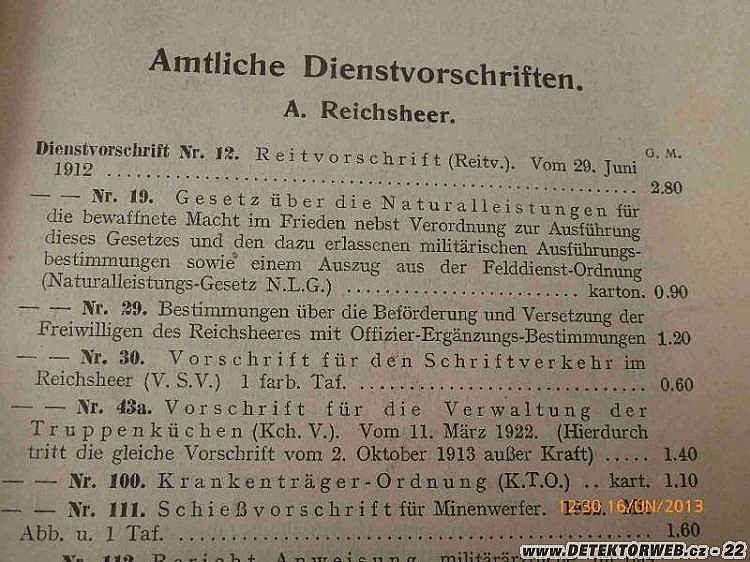 Amtliche Dienstvorschriften.
A. Reichsheer.
G. M.
Dienstvorschrift Nr. 12. Reitvorschrift (Reitv.). Vom 29. Juni
1912 .......... 2.80
— — Nr. 19. Gesetz über die Naturalleistungen für
die bewaffnete Macht im Frieden nebst Verordnung zur Ausführung
dieses Gesetzes und den dazu erlassenen militärischen Ausführungs-
bestimmungen sowie einem Auszug aus der Felddienst-Ordnung
(Naturalleistungs-Gesetz N.L.G.) .......... karton. 0.90
— — Nr. 29. Bestimmungen über die Beförderung und Versetzung der
Freiwilligen des Reichsheeres mit Offizier-Ergänzungs-Bestimmungen 1.20
— — Nr. 30. Vorschrift für den Schriftverkehr im
Reichsheer (V. S.V.) 1 farb. Taf. .......... 0.60
— — Nr. 43a. Vorschrift für die Verwaltung der
Truppenküchen (Kch. V.). Vom 11. März 1922. (Hierdurch
tritt die gleiche Vorschrift vom 2. Oktober 1913 außer Kraft) ..... 1.40
— — Nr. 100. Krankenträger-Ordnung (K.T.O.) .. kart. 1.10
— — Nr. 111. Schießvorschrift für Minenwerfer.
12:30 16/JUN/2013
Abb. u. 1 Taf. .......... 1.60
Nr. 112. Bericht Anweisung
www.DETEKTORWEB.cz - 22